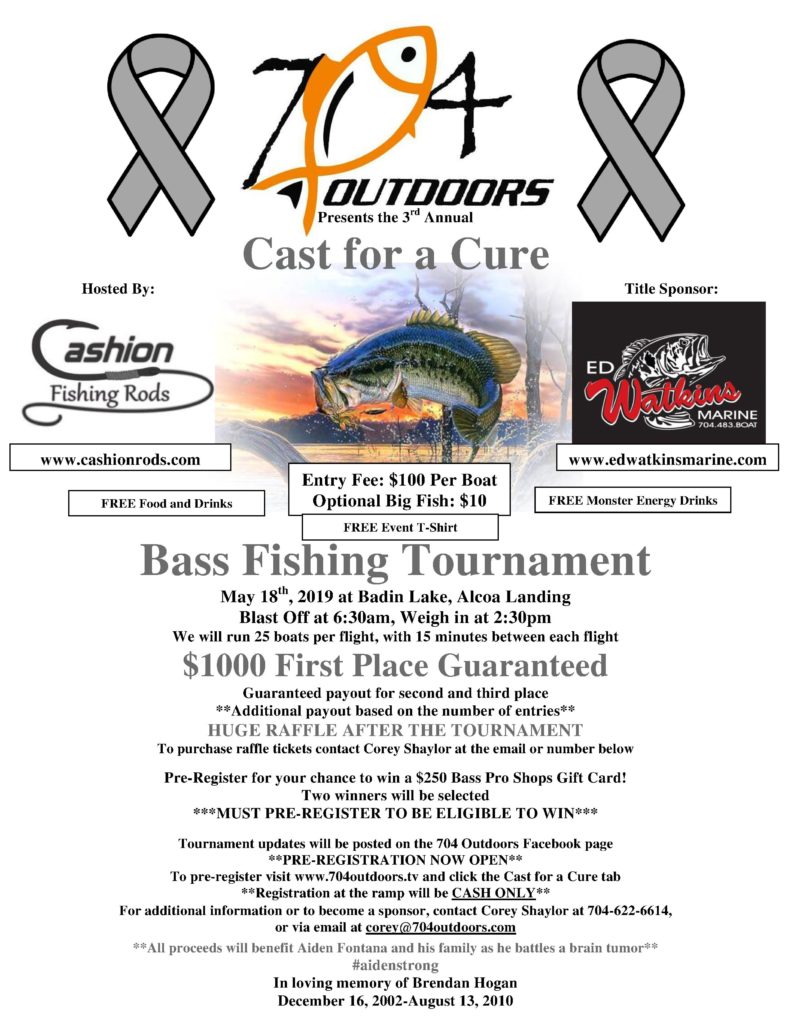 704
OUTDOORS
Presents the 3rd Annual
Cast for a Cure
Hosted By:
Title Sponsor:
Cashion
Fishing Rods
ED
Watkins
MARINE
704.483.BOAT
www.cashionrods.com
www.edwatkinsmarine.com
Entry Fee: $100 Per Boat
Optional Big Fish: $10
FREE Food and Drinks
FREE Monster Energy Drinks
FREE Event T-Shirt
Bass Fishing Tournament
May 18th, 2019 at Badin Lake, Alcoa Landing
Blast Off at 6:30am, Weigh in at 2:30pm
We will run 25 boats per flight, with 15 minutes between each flight
$1000 First Place Guaranteed
Guaranteed payout for second and third place
**Additional payout based on the number of entries**
HUGE RAFFLE AFTER THE TOURNAMENT
To purchase raffle tickets contact Corey Shaylor at the email or number below
Pre-Register for your chance to win a $250 Bass Pro Shops Gift Card!
Two winners will be selected
***MUST PRE-REGISTER TO BE ELIGIBLE TO WIN***
Tournament updates will be posted on the 704 Outdoors Facebook page
**PRE-REGISTRATION NOW OPEN**
To pre-register visit www.704outdoors.tv and click the Cast for a Cure tab
**Registration at the ramp will be CASH ONLY**
For additional information or to become a sponsor, contact Corey Shaylor at 704-622-6614,
or via email at corey@704outdoors.com
**All proceeds will benefit Aiden Fontana and his family as he battles a brain tumor**
#aidenstrong
In loving memory of Brendan Hogan
December 16, 2002-August 13, 2010